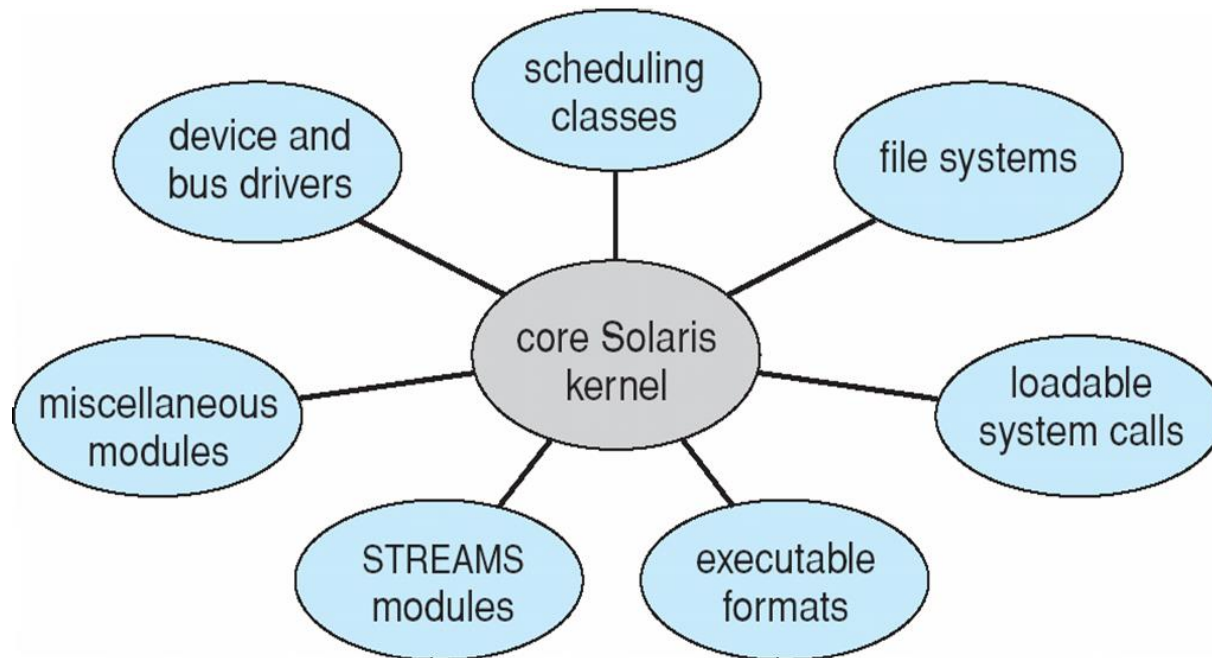 scheduling
classes
device and
bus drivers
file systems
core Solaris
kernel
miscellaneous
modules
loadable
system calls
STREAMS
modules
executable
formats